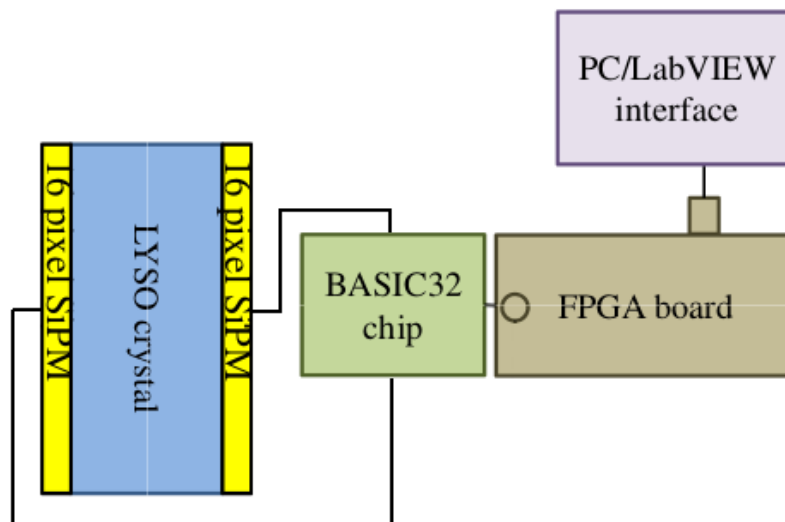 PC/LabVIEW
interface
16 pixel SiPM
LYSO crystal
16 pixel SiPM
BASIC32
chip
FPGA board